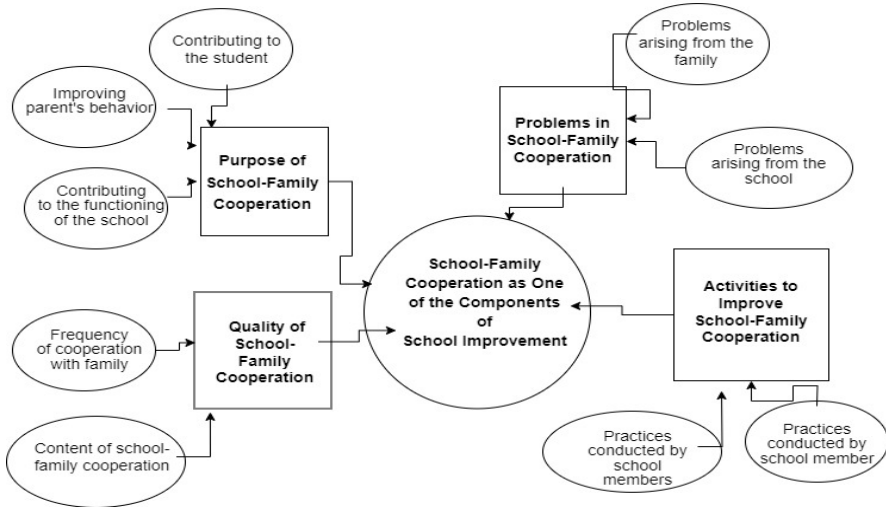 Contributing to
the student
Improving
parent's behavior
Contributing
to the functioning
of the school
Purpose of
School-Family
Cooperation
Problems
arising from the
family
Problems in
School-Family
Cooperation
Problems
arising from the
school
School-Family
Cooperation as One
of the Components
of
School Improvement
Frequency
of cooperation
with family
Quality of
School-
Family
Cooperation
Content of school-
family cooperation
Activities to
Improve
School-Family
Cooperation
Practices
conducted by
school
members
Practices
conducted by
school member